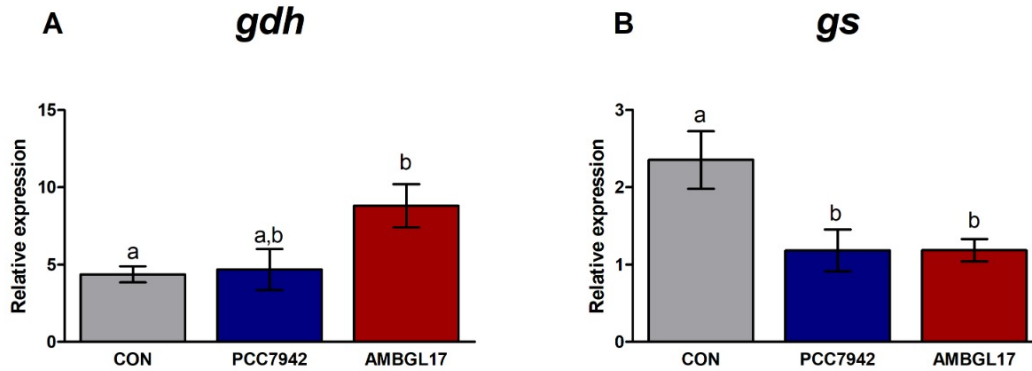 A gdh
Relative expression
15
10
5
0
a
a,b
b
CON PCC7942 AMBGL17
B gs
Relative expression
3
2
1
0
a
b
b
CON PCC7942 AMBGL17